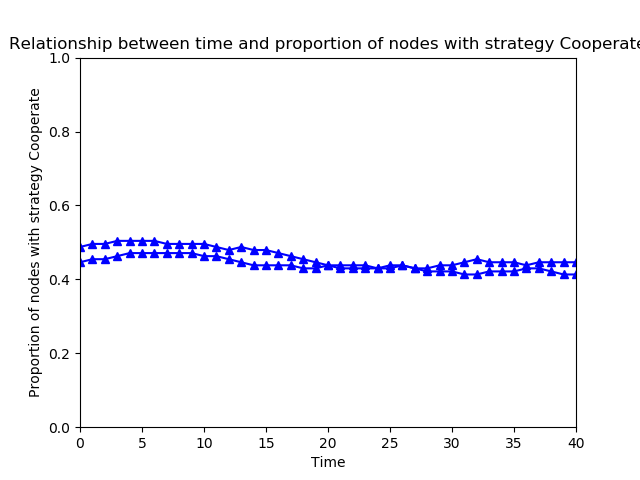 Relationship between time and proportion of nodes with strategy Cooperate
Proportion of nodes with strategy Cooperate
1.0
0.8
0.6
0.4
0.2
0.0
0 5 10 15 20 25 30 35 40
Time